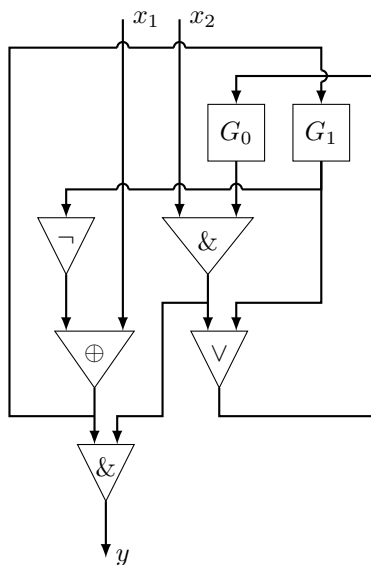 x₁ x₂
G₀ G₁
¬ &
⊕ ∨
&
y